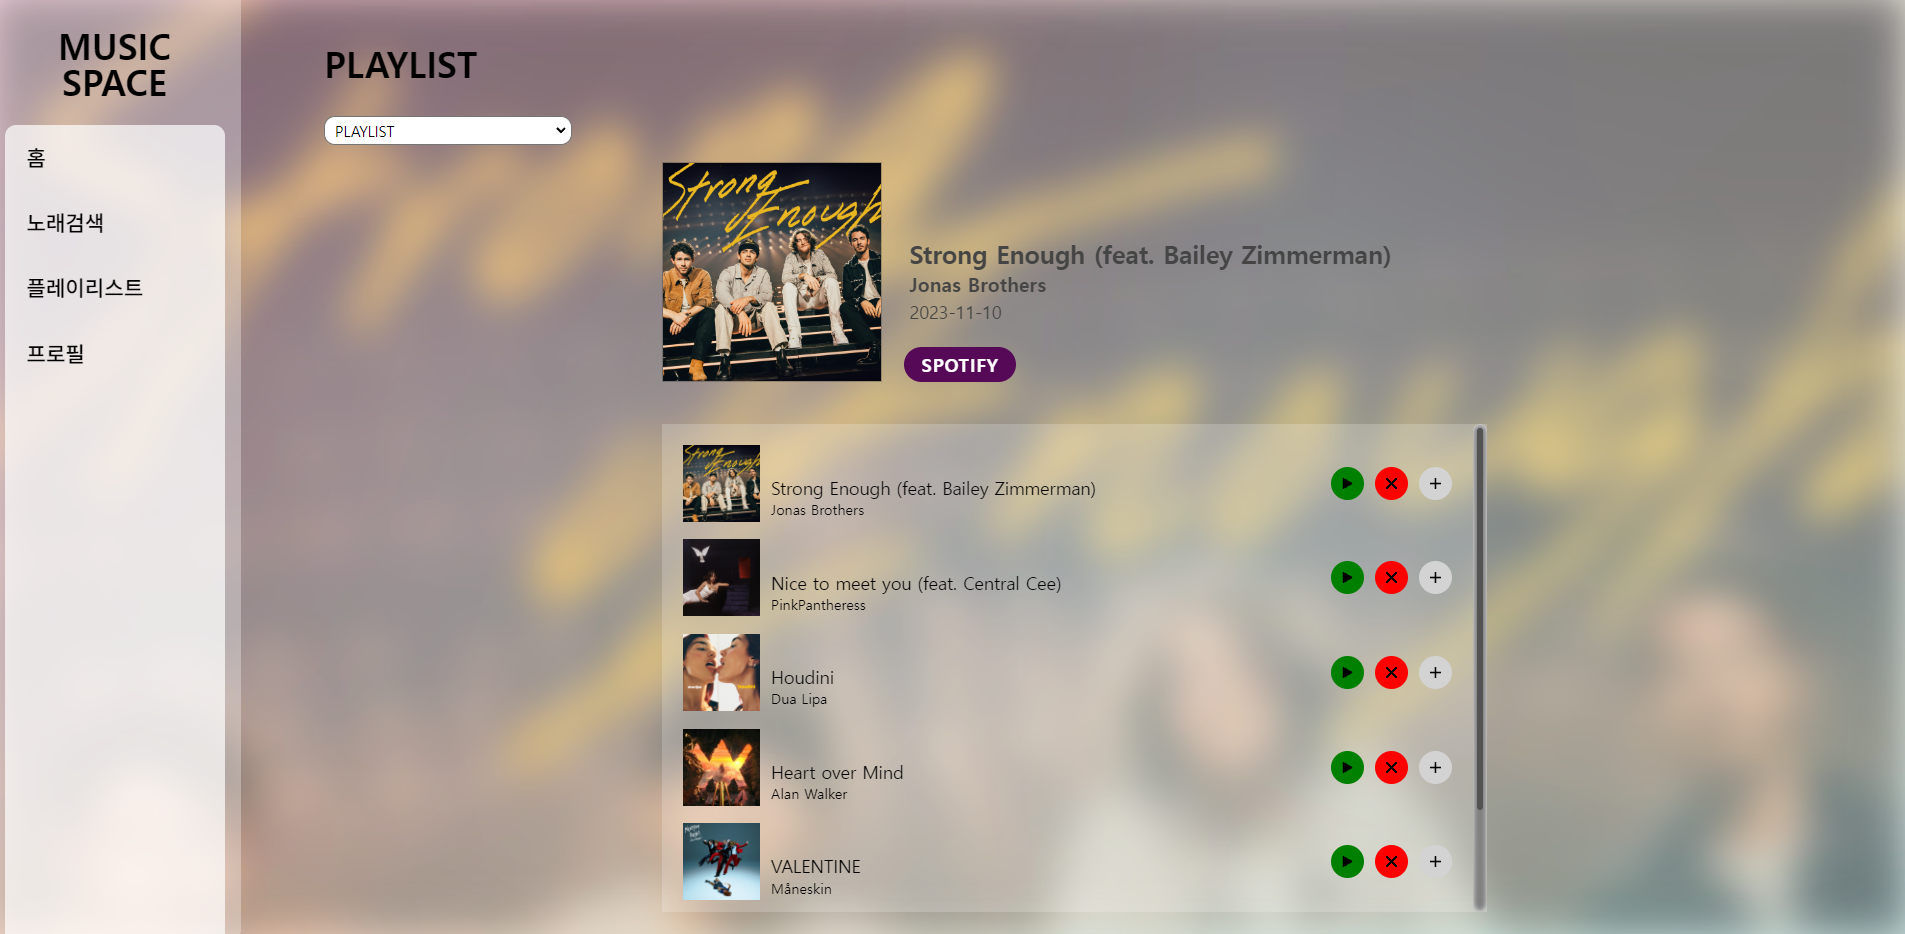 MUSIC
SPACE
홈
노래검색
플레이리스트
프로필
PLAYLIST
PLAYLIST
Strong
Enough
Strong Enough (feat. Bailey Zimmerman)
Jonas Brothers
2023-11-10
SPOTIFY
Strong
Enough
Strong Enough (feat. Bailey Zimmerman)
Jonas Brothers
Nice to meet you (feat. Central Cee)
PinkPantheress
Houdini
Dua Lipa
Heart over Mind
Alan Walker
VALENTINE
Måneskin